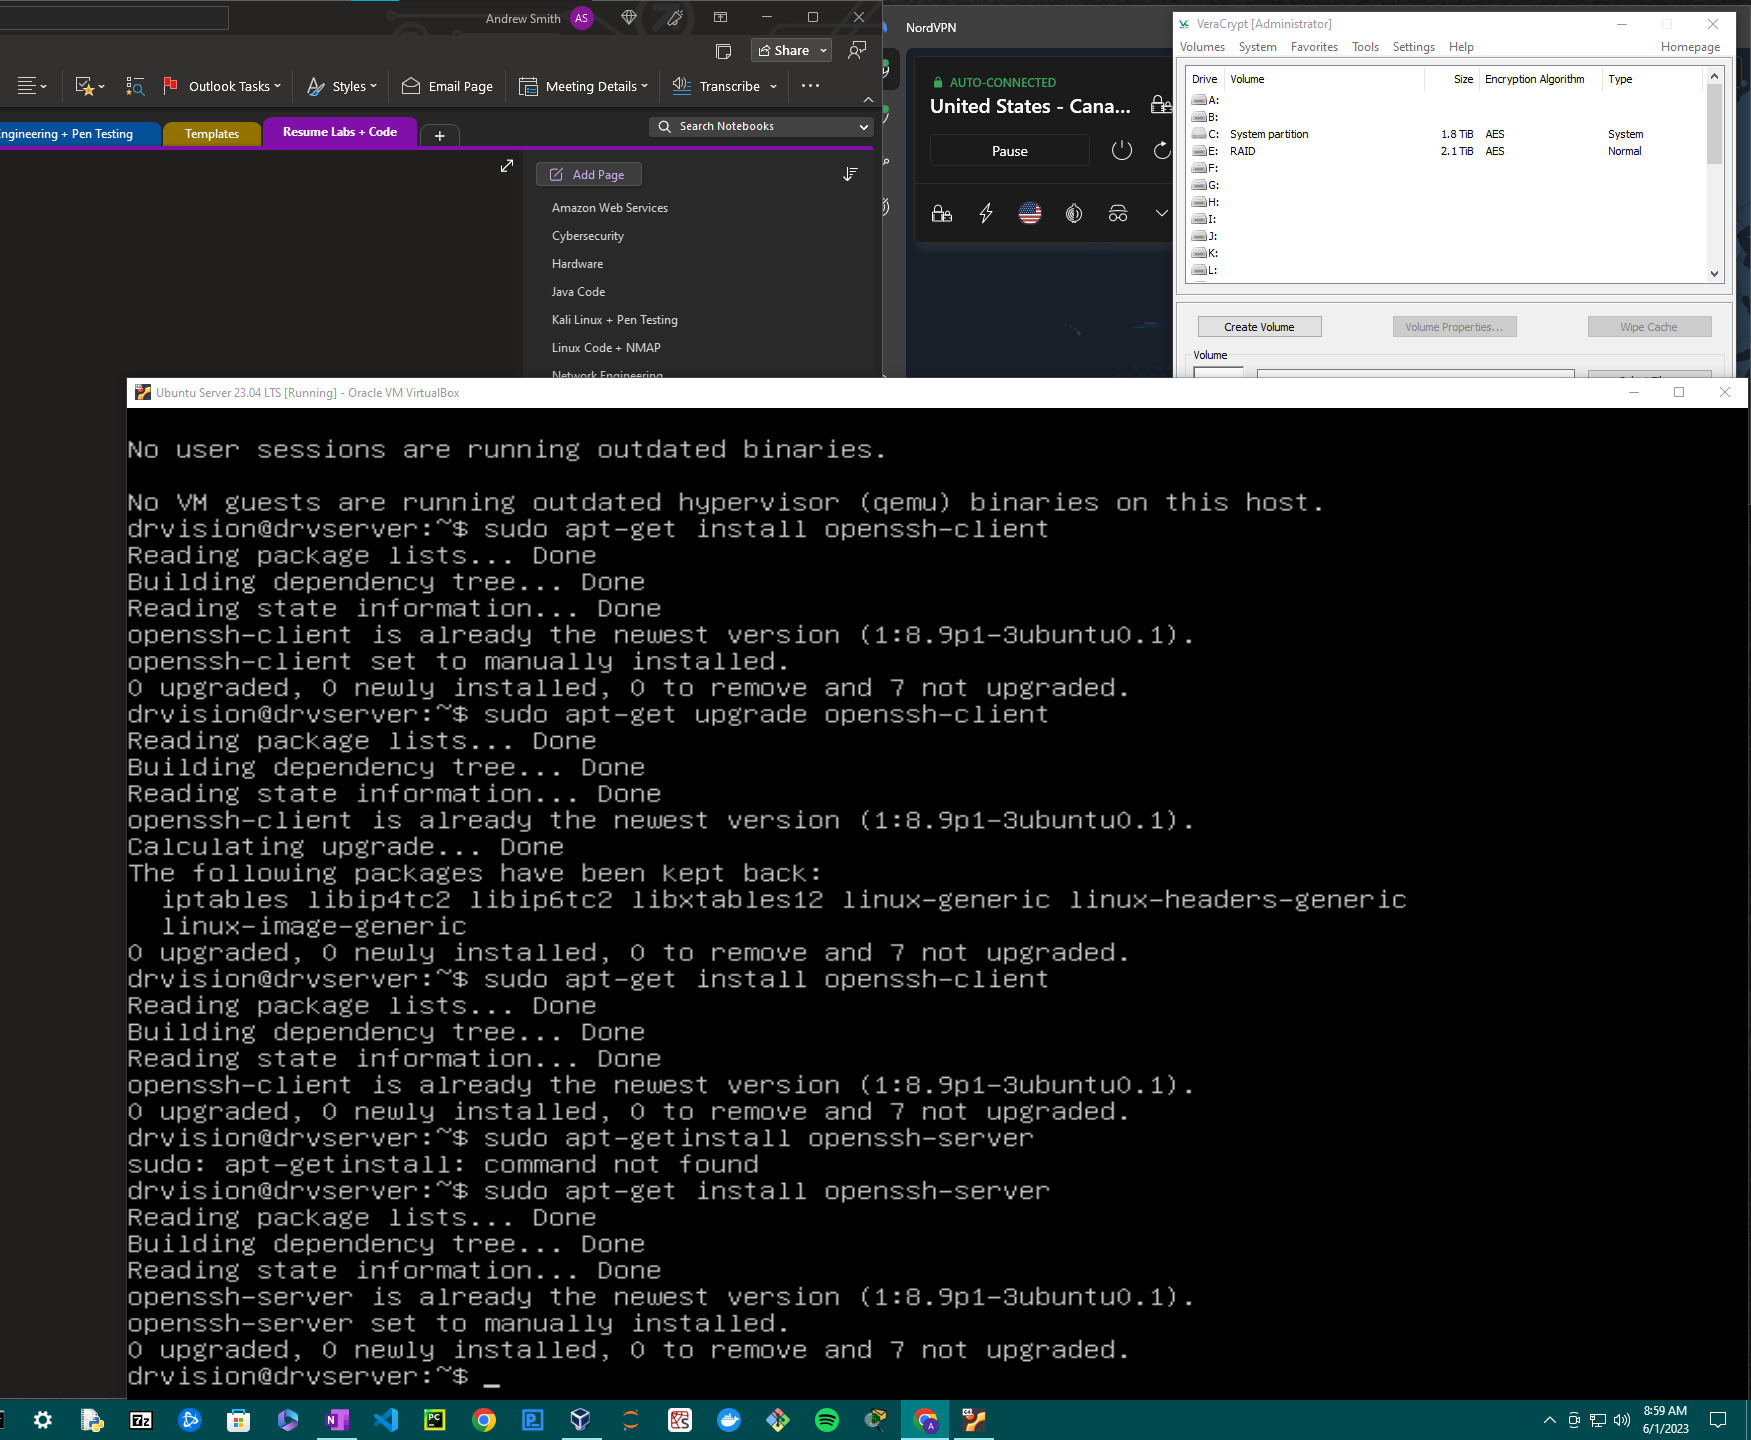 Andrew Smith AS
Share
Outlook Tasks Styles Email Page Meeting Details Transcribe
ngineering + Pen Testing Templates Resume Labs + Code + Search Notebooks
Add Page
Amazon Web Services
Cybersecurity
Hardware
Java Code
Kali Linux + Pen Testing
Linux Code + NMAP
Network Engineering
NordVPN
AUTO-CONNECTED
United States - Cana...
Pause
VeraCrypt [Administrator]
Volumes System Favorites Tools Settings Help Homepage
Drive Volume Size Encryption Algorithm Type
A:
B:
C: System partition 1.8 TiB AES System
E: RAID 2.1 TiB AES Normal
F:
G:
H:
I:
J:
K:
L:
Create Volume Volume Properties... Wipe Cache
Volume
Ubuntu Server 23.04 LTS [Running] - Oracle VM VirtualBox
No user sessions are running outdated binaries.
No VM guests are running outdated hypervisor (qemu) binaries on this host.
drvision@drvserver:~$ sudo apt-get install openssh-client
Reading package lists... Done
Building dependency tree... Done
Reading state information... Done
openssh-client is already the newest version (1:8.9p1-3ubuntu0.1).
openssh-client set to manually installed.
0 upgraded, 0 newly installed, 0 to remove and 7 not upgraded.
drvision@drvserver:~$ sudo apt-get upgrade openssh-client
Reading package lists... Done
Building dependency tree... Done
Reading state information... Done
openssh-client is already the newest version (1:8.9p1-3ubuntu0.1).
Calculating upgrade... Done
The following packages have been kept back:
iptables libip4tc2 libip6tc2 libxtables12 linux-generic linux-headers-generic
linux-image-generic
0 upgraded, 0 newly installed, 0 to remove and 7 not upgraded.
drvision@drvserver:~$ sudo apt-get install openssh-client
Reading package lists... Done
Building dependency tree... Done
Reading state information... Done
openssh-client is already the newest version (1:8.9p1-3ubuntu0.1).
0 upgraded, 0 newly installed, 0 to remove and 7 not upgraded.
drvision@drvserver:~$ sudo apt-getinstall openssh-server
sudo: apt-getinstall: command not found
drvision@drvserver:~$ sudo apt-get install openssh-server
Reading package lists... Done
Building dependency tree... Done
Reading state information... Done
openssh-server is already the newest version (1:8.9p1-3ubuntu0.1).
openssh-server set to manually installed.
0 upgraded, 0 newly installed, 0 to remove and 7 not upgraded.
drvision@drvserver:~$ _
8:59 AM
6/1/2023